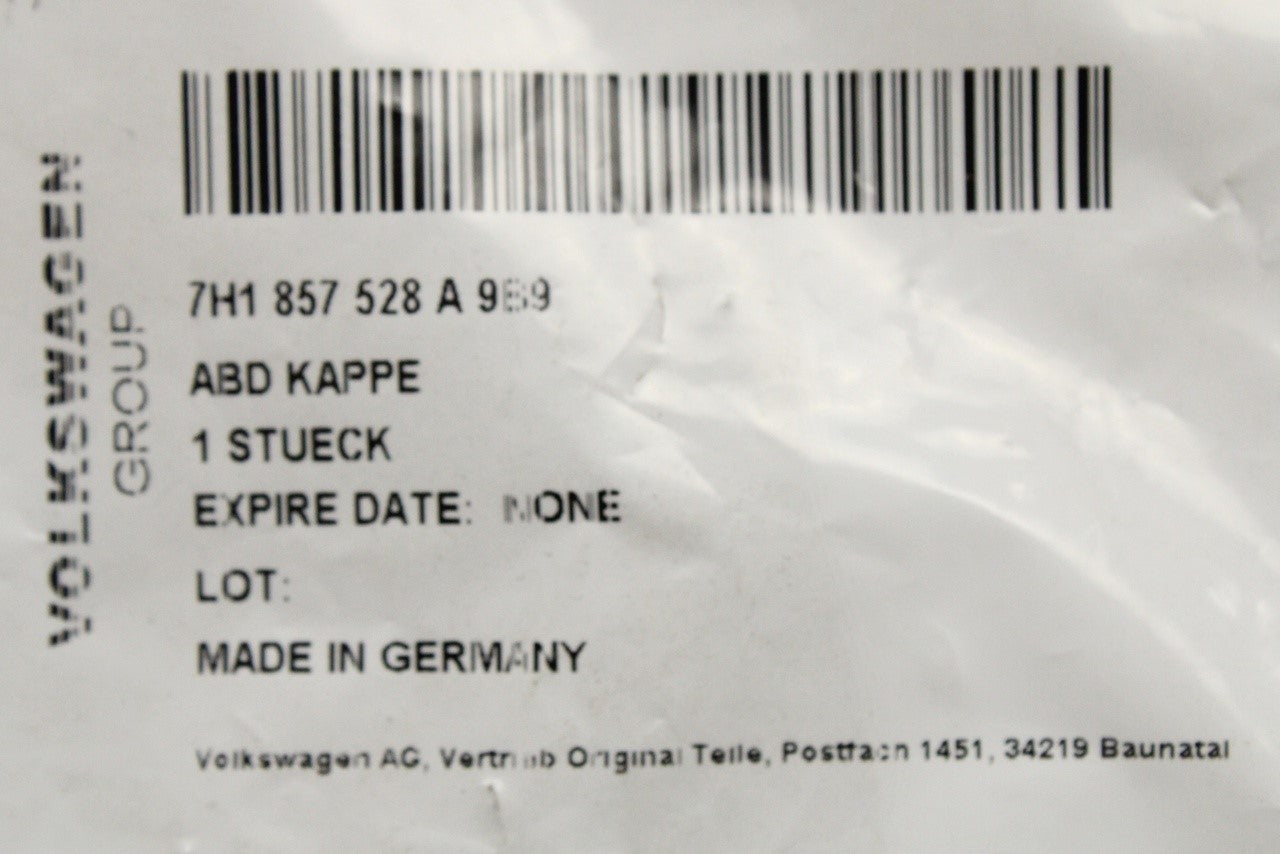 VOLKSWAGEN
GROUP
7H1 857 528 A 9B9
ABD KAPPE
1 STUECK
EXPIRE DATE: NONE
LOT:
MADE IN GERMANY
Volkswagen AG, Vertrieb Original Teile, Postfach 1451, 34219 Baunatal